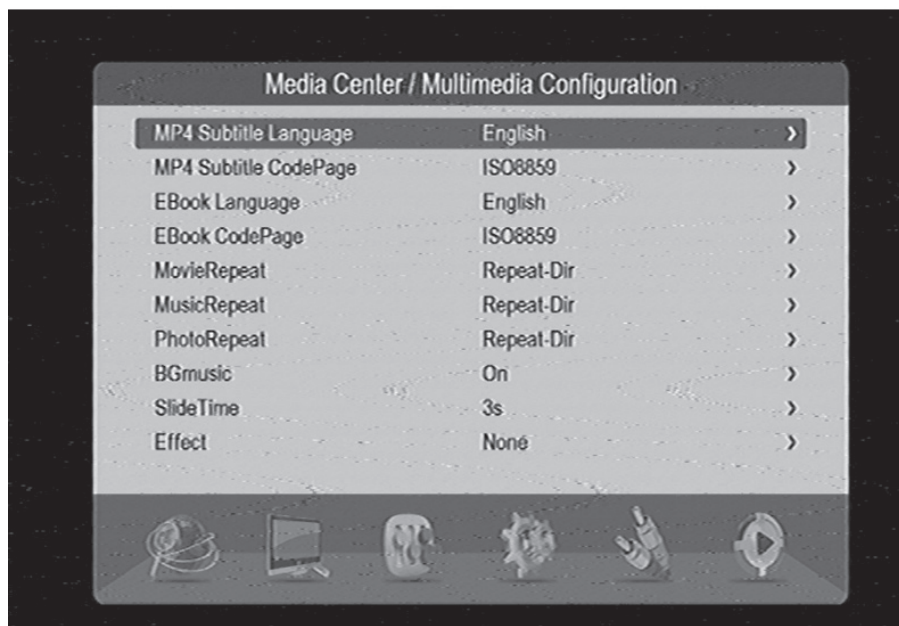 Media Center / Multimedia Configuration
MP4 Subtitle Language English
MP4 Subtitle CodePage ISO8859
EBook Language English
EBook CodePage ISO8859
MovieRepeat Repeat-Dir
MusicRepeat Repeat-Dir
PhotoRepeat Repeat-Dir
BGmusic On
SlideTime 3s
Effect None